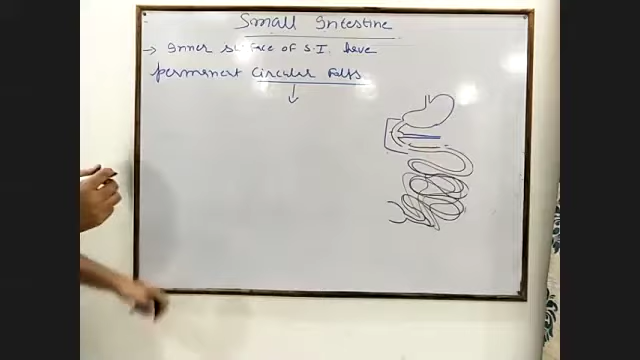 Small Intestine
→ Inner surface of S.I. have
permanent Circular Folds